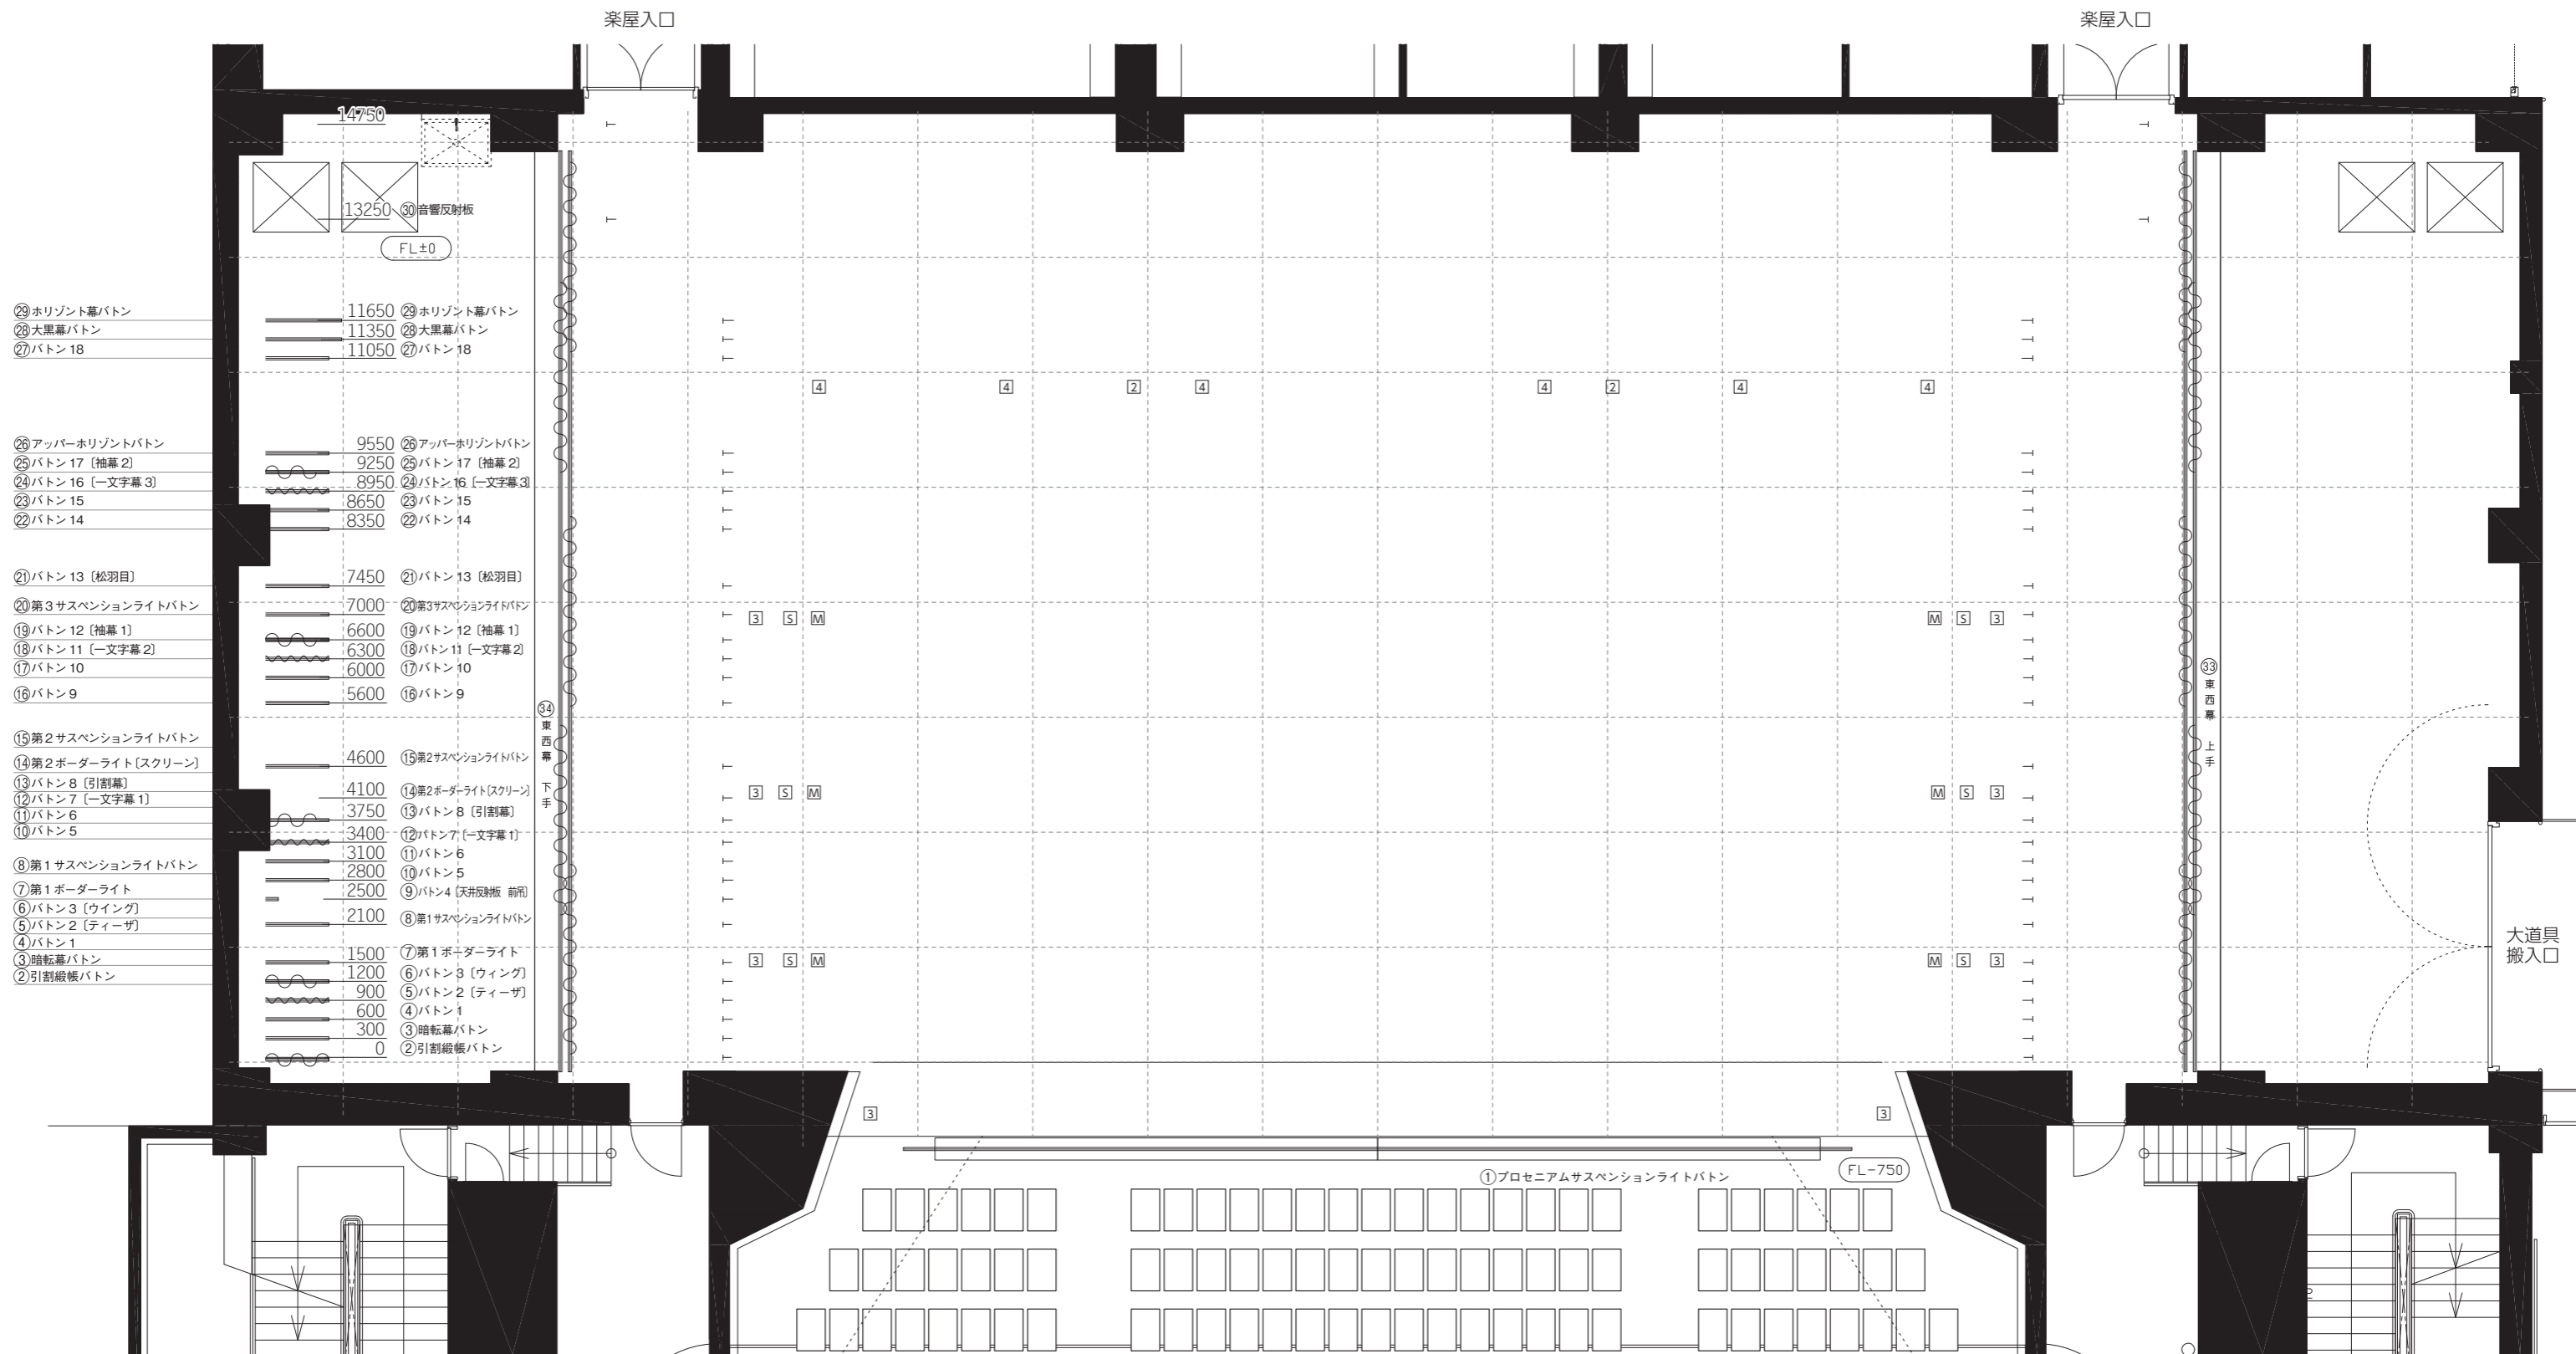 楽屋入口
楽屋入口
14750
13250 ㉚音響反射板
FL±0
㉙ホリゾント幕バトン
㉘大黒幕バトン
㉗バトン 18
㉖アッパーホリゾントバトン
㉕バトン 17〔袖幕 2〕
㉔バトン 16〔一文字幕 3〕
㉓バトン 15
㉒バトン 14
㉑バトン 13〔松羽目〕
⑳第3サスペンションライトバトン
⑲バトン 12〔袖幕 1〕
⑱バトン 11〔一文字幕 2〕
⑰バトン 10
⑯バトン 9
⑮第2サスペンションライトバトン
⑭第2ボーダーライト〔スクリーン〕
⑬バトン 8〔引割幕〕
⑫バトン 7〔一文字幕 1〕
⑪バトン 6
⑩バトン 5
⑧第1サスペンションライトバトン
⑦第1ボーダーライト
⑥バトン 3〔ウイング〕
⑤バトン 2〔ティーザ〕
④バトン 1
③暗転幕バトン
②引割緞帳バトン
11650 ㉙ホリゾント幕バトン
11350 ㉘大黒幕バトン
11050 ㉗バトン 18
9550 ㉖アッパーホリゾントバトン
9250 ㉕バトン 17〔袖幕 2〕
8950 ㉔バトン 16〔一文字幕 3〕
8650 ㉓バトン 15
8350 ㉒バトン 14
7450 ㉑バトン 13〔松羽目〕
7000 ⑳第3サスペンションライトバトン
6600 ⑲バトン 12〔袖幕 1〕
6300 ⑱バトン 11〔一文字幕 2〕
6000 ⑰バトン 10
5600 ⑯バトン 9
4600 ⑮第2サスペンションライトバトン
4100 ⑭第2ボーダーライト〔スクリーン〕
3750 ⑬バトン 8〔引割幕〕
3400 ⑫バトン 7〔一文字幕 1〕
3100 ⑪バトン 6
2800 ⑩バトン 5
2500 ⑨バトン 4〔天井反射板 前吊〕
2100 ⑧第1サスペンションライトバトン
1500 ⑦第1ボーダーライト
1200 ⑥バトン 3〔ウィング〕
900 ⑤バトン 2〔ティーザ〕
600 ④バトン 1
300 ③暗転幕バトン
0 ②引割緞帳バトン
㉞東西幕 下手
4 4 2 4 4 2 4 4
3 S M M S 3
3 S M M S 3
3 S M M S 3
3 3
㉝東西幕 上手
大道具
搬入口
①プロセニアムサスペンションライトバトン
FL-750